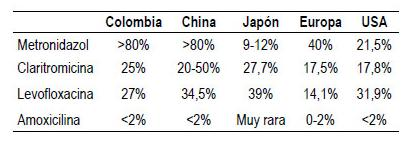 Colombia China Japón Europa USA
Metronidazol >80% >80% 9-12% 40% 21,5%
Claritromicina 25% 20-50% 27,7% 17,5% 17,8%
Levofloxacina 27% 34,5% 39% 14,1% 31,9%
Amoxicilina <2% <2% Muy rara 0-2% <2%